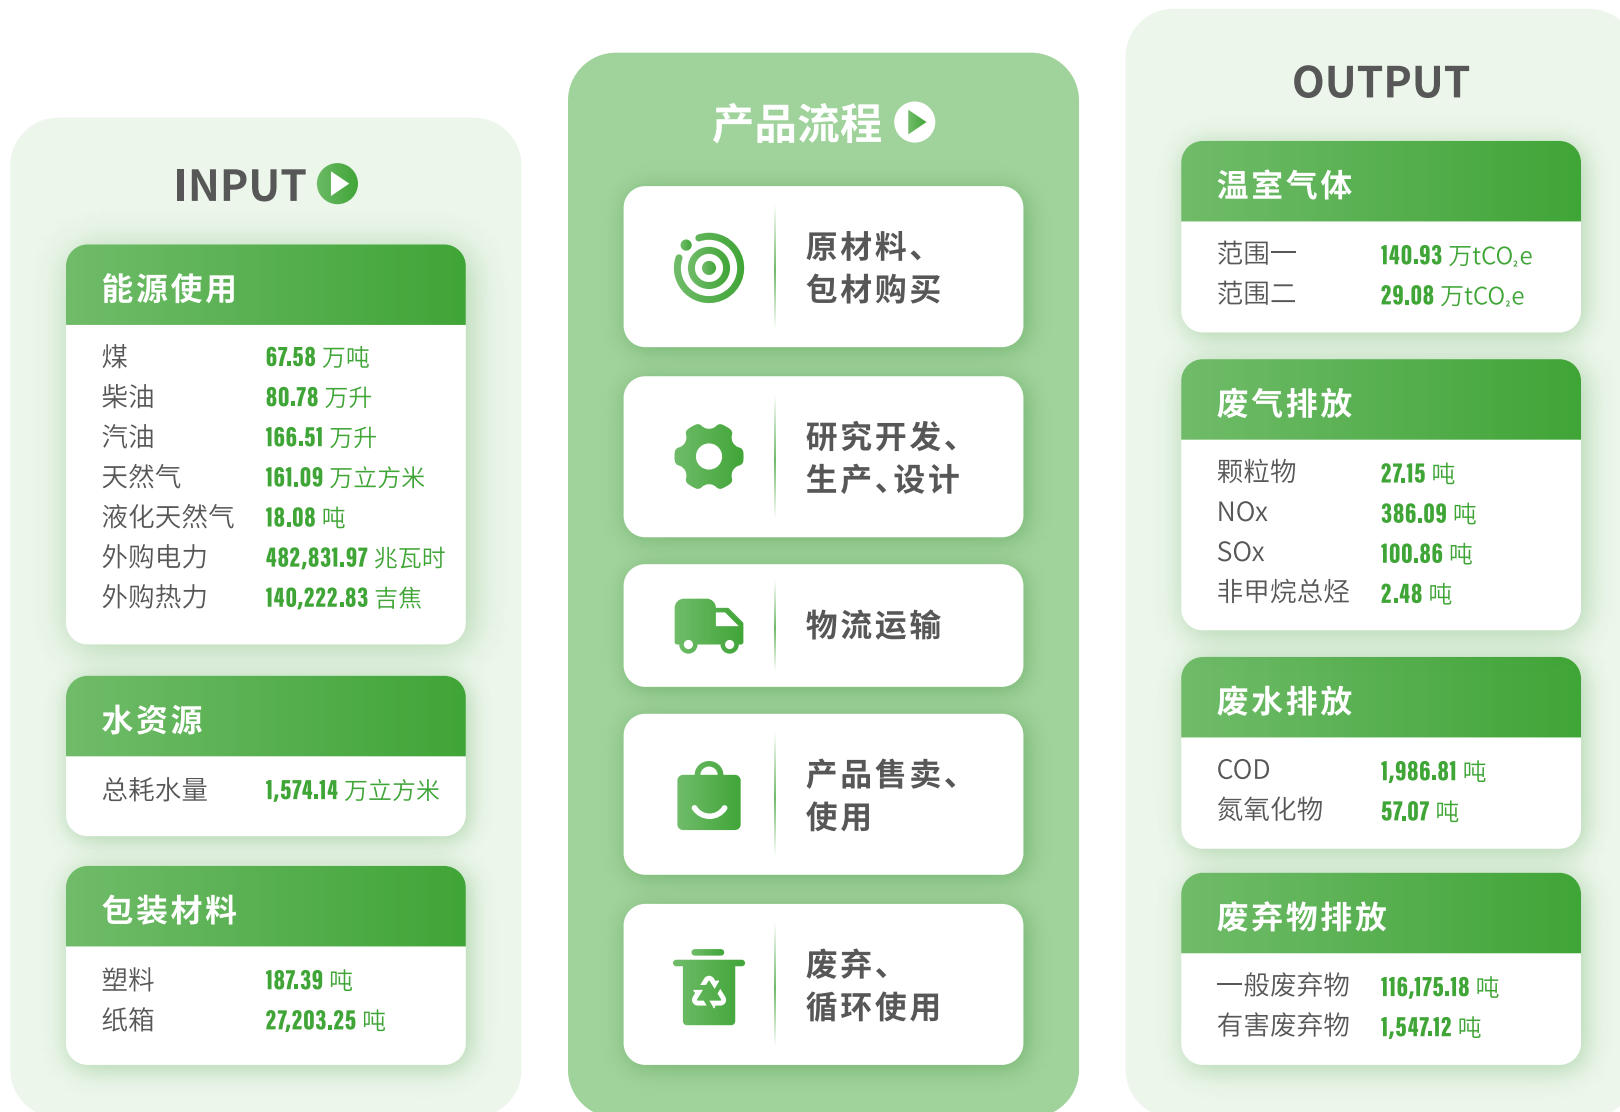 INPUT
能源使用
煤 67.58 万吨
柴油 80.78 万升
汽油 166.51 万升
天然气 161.09 万立方米
液化天然气 18.08 吨
外购电力 482,831.97 兆瓦时
外购热力 140,222.83 吉焦
水资源
总耗水量 1,574.14 万立方米
包装材料
塑料 187.39 吨
纸箱 27,203.25 吨
产品流程
原材料、
包材购买
研究开发、
生产、设计
物流运输
产品售卖、
使用
废弃、
循环使用
OUTPUT
温室气体
范围一 140.93 万tCO₂e
范围二 29.08 万tCO₂e
废气排放
颗粒物 27.15 吨
NOx 386.09 吨
SOx 100.86 吨
非甲烷总烃 2.48 吨
废水排放
COD 1,986.81 吨
氮氧化物 57.07 吨
废弃物排放
一般废弃物 116,175.18 吨
有害废弃物 1,547.12 吨